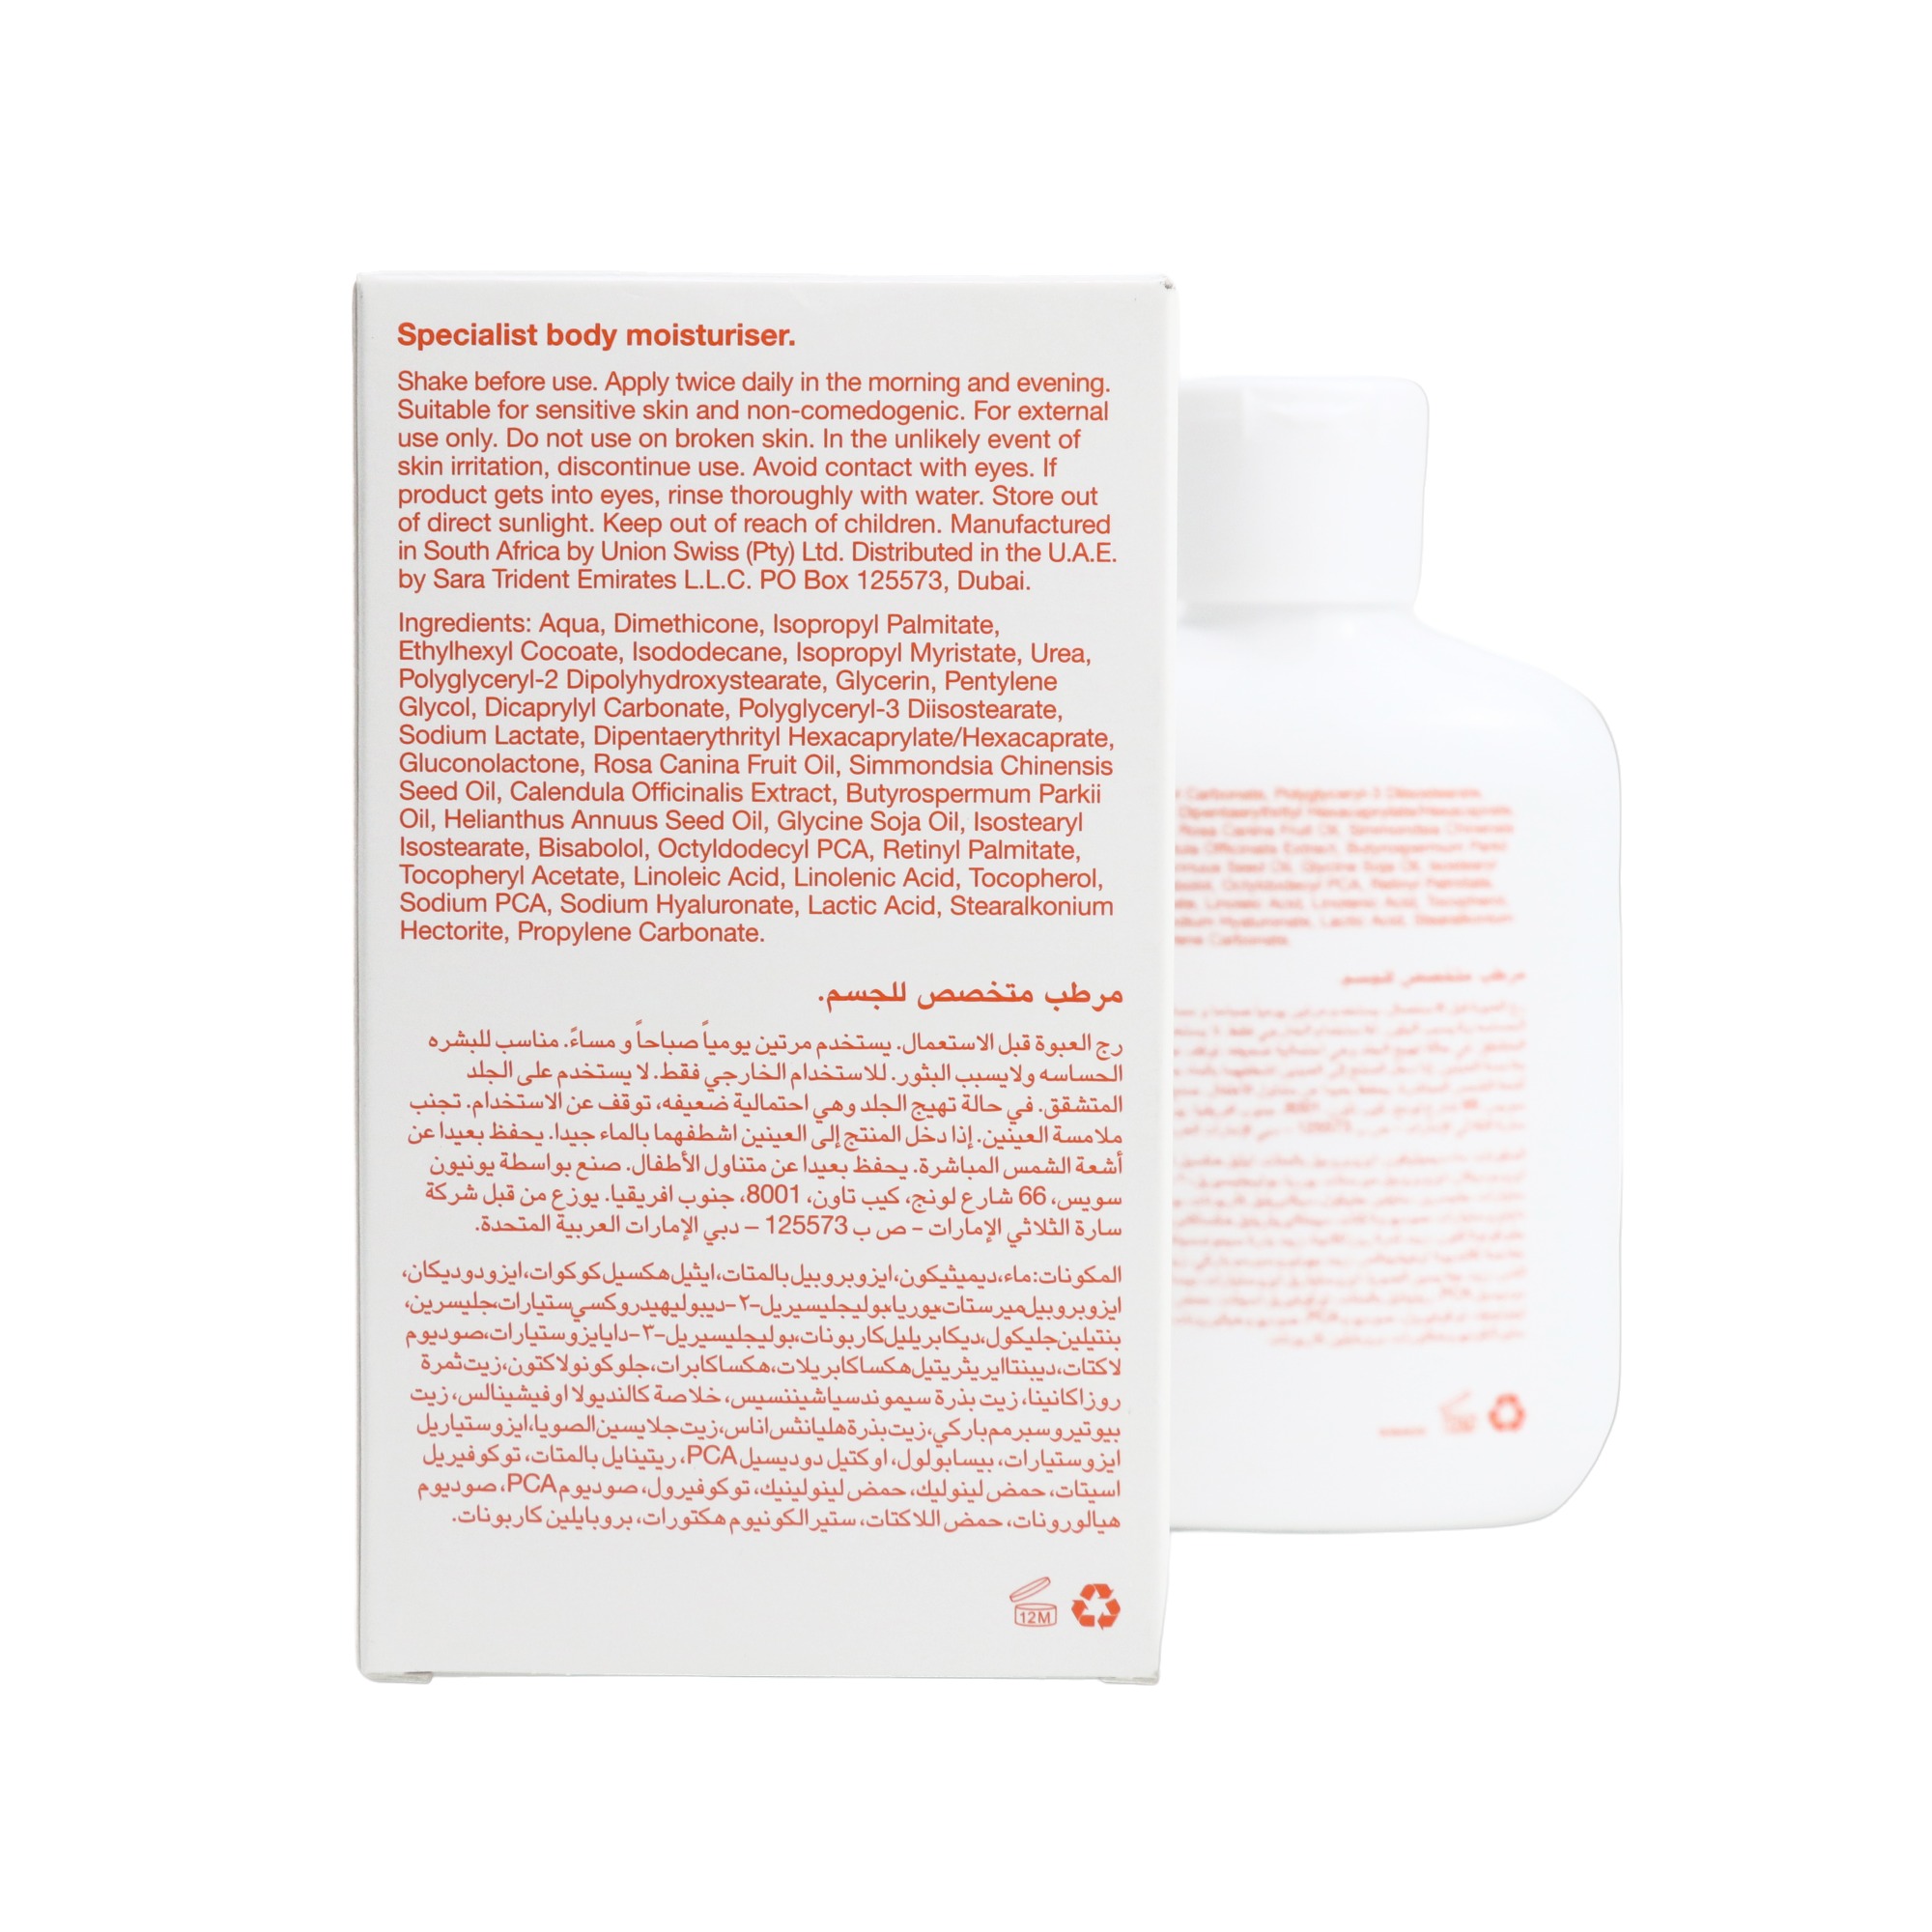 Specialist body moisturiser.
Shake before use. Apply twice daily in the morning and evening.
Suitable for sensitive skin and non-comedogenic. For external
use only. Do not use on broken skin. In the unlikely event of
skin irritation, discontinue use. Avoid contact with eyes. If
product gets into eyes, rinse thoroughly with water. Store out
of direct sunlight. Keep out of reach of children. Manufactured
in South Africa by Union Swiss (Pty) Ltd. Distributed in the U.A.E.
by Sara Trident Emirates L.L.C. PO Box 125573, Dubai.
Ingredients: Aqua, Dimethicone, Isopropyl Palmitate,
Ethylhexyl Cocoate, Isododecane, Isopropyl Myristate, Urea,
Polyglyceryl-2 Dipolyhydroxystearate, Glycerin, Pentylene
Glycol, Dicaprylyl Carbonate, Polyglyceryl-3 Diisostearate,
Sodium Lactate, Dipentaerythrityl Hexacaprylate/Hexacaprate,
Gluconolactone, Rosa Canina Fruit Oil, Simmondsia Chinensis
Seed Oil, Calendula Officinalis Extract, Butyrospermum Parkii
Oil, Helianthus Annuus Seed Oil, Glycine Soja Oil, Isostearyl
Isostearate, Bisabolol, Octyldodecyl PCA, Retinyl Palmitate,
Tocopheryl Acetate, Linoleic Acid, Linolenic Acid, Tocopherol,
Sodium PCA, Sodium Hyaluronate, Lactic Acid, Stearalkonium
Hectorite, Propylene Carbonate.
مرطب متخصص للجسم.
رج العبوة قبل الاستعمال. يستخدم مرتين يومياً صباحاً و مساءً. مناسب للبشره
الحساسه ولايسبب البثور. للاستخدام الخارجي فقط. لا يستخدم على الجلد
المتشقق. في حالة تهيج الجلد وهي احتمالية ضعيفه، توقف عن الاستخدام. تجنب
ملامسة العينين. إذا دخل المنتج إلى العينين اشطفهما بالماء جيدا. يحفظ بعيدا عن
أشعة الشمس المباشرة. يحفظ بعيدا عن متناول الأطفال. صنع بواسطة يونيون
سويس، 66 شارع لونج، كيب تاون، 8001، جنوب افريقيا. يوزع من قبل شركة
سارة الثلاثي الإمارات – ص ب 125573 – دبي الإمارات العربية المتحدة.
المكونات:ماء،ديميثيكون،ايزوبروبيل بالمتات،ايثيل هكسيل كوكوات،ايزودوديكان،
ايزوبروبيل ميرستات،يوريا،بوليجليسيريل-٢-ديبوليهيدروكسي ستيارات،جليسرين،
بنتيلين جليكول،ديكابريليل كاربونات،بوليجليسيريل-٣-دايايزوستيارات،صوديوم
لاكتات،ديبنتاايريثريتيل هكساكابريلات،هكساكابرات،جلوكونولاكتون،زيت ثمرة
روزاكانينا، زيت بذرة سيموندسياشيننسيس، خلاصة كالنديولا اوفيشينالس، زيت
بيوتيروسبرمم باركي،زيت بذرة هليانثس اناس،زيت جلايسين الصويا،ايزوستياريل
ايزوستيارات، بيسابولول، اوكتيل دوديسيل PCA، ريتينايل بالمتات، توكوفيريل
اسيتات، حمض لينوليك، حمض لينولينيك، توكوفيرول، صوديوم PCA، صوديوم
هيالورونات، حمض اللاكتات، ستيرالكونيوم هكتورات، بروبايلين كاربونات.
12M